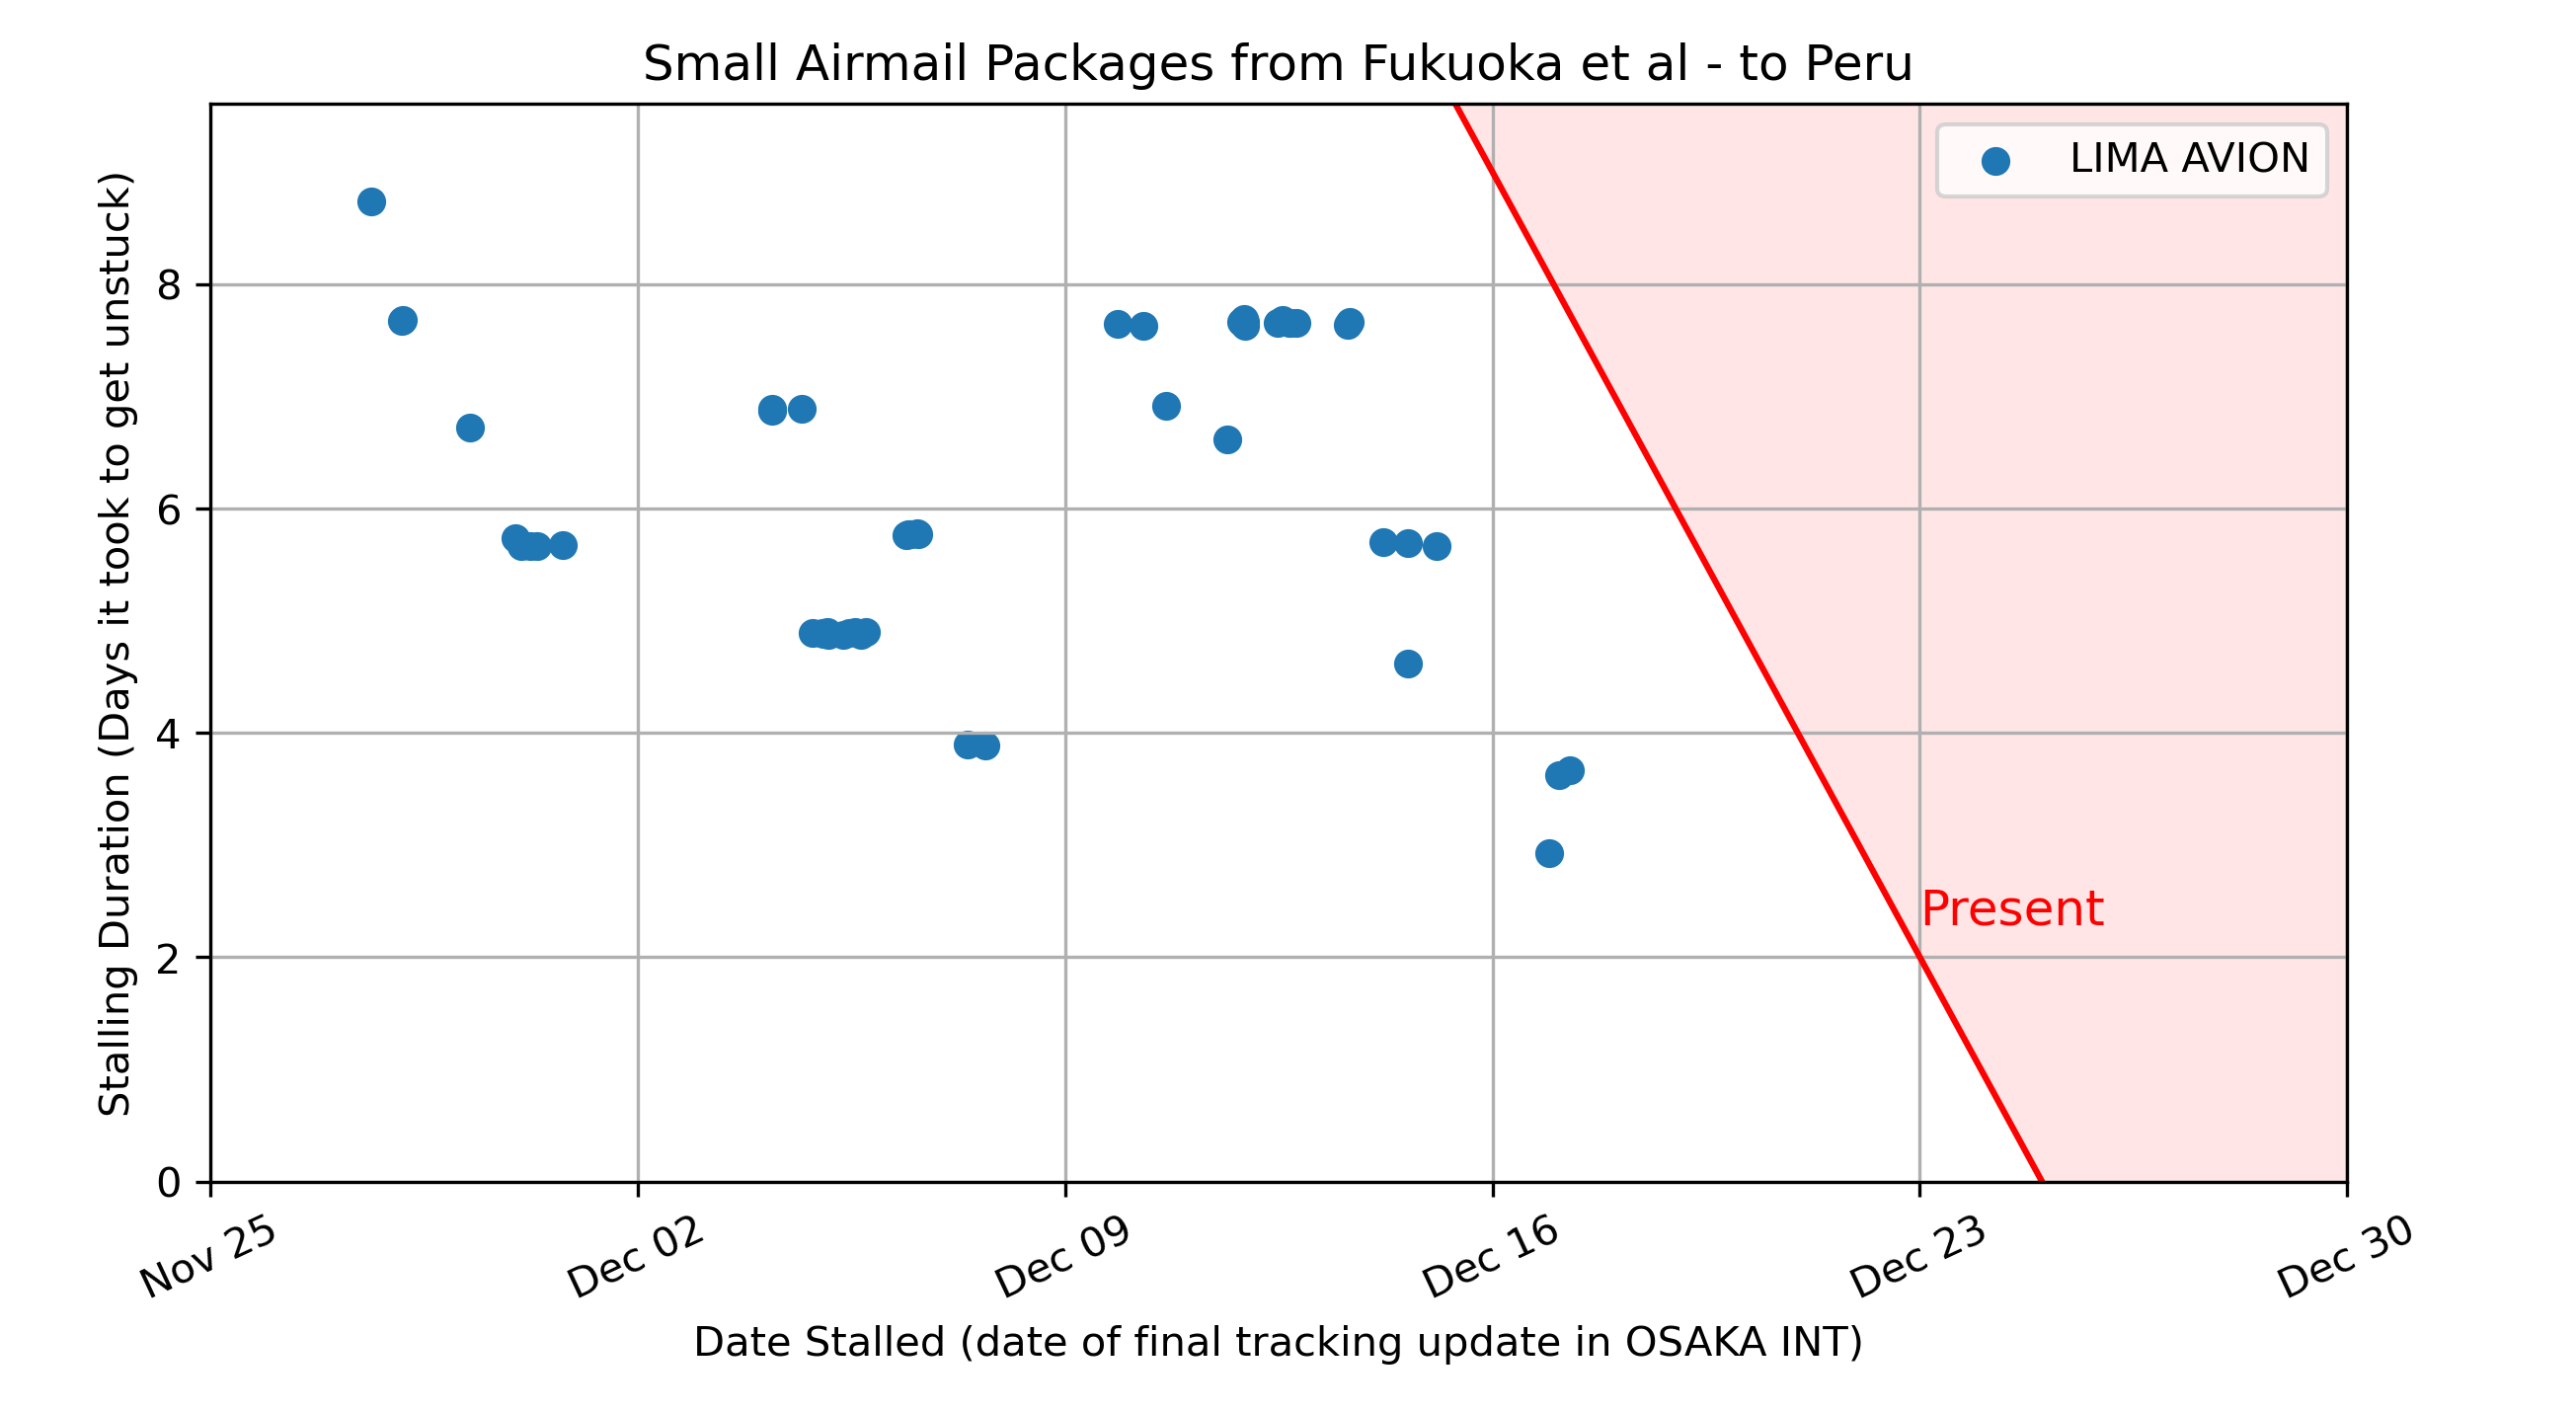 Small Airmail Packages from Fukuoka et al - to Peru
LIMA AVION
Stalling Duration (Days it took to get unstuck)
8
6
4
2
0
Present
Nov 25
Dec 02
Dec 09
Dec 16
Dec 23
Dec 30
Date Stalled (date of final tracking update in OSAKA INT)